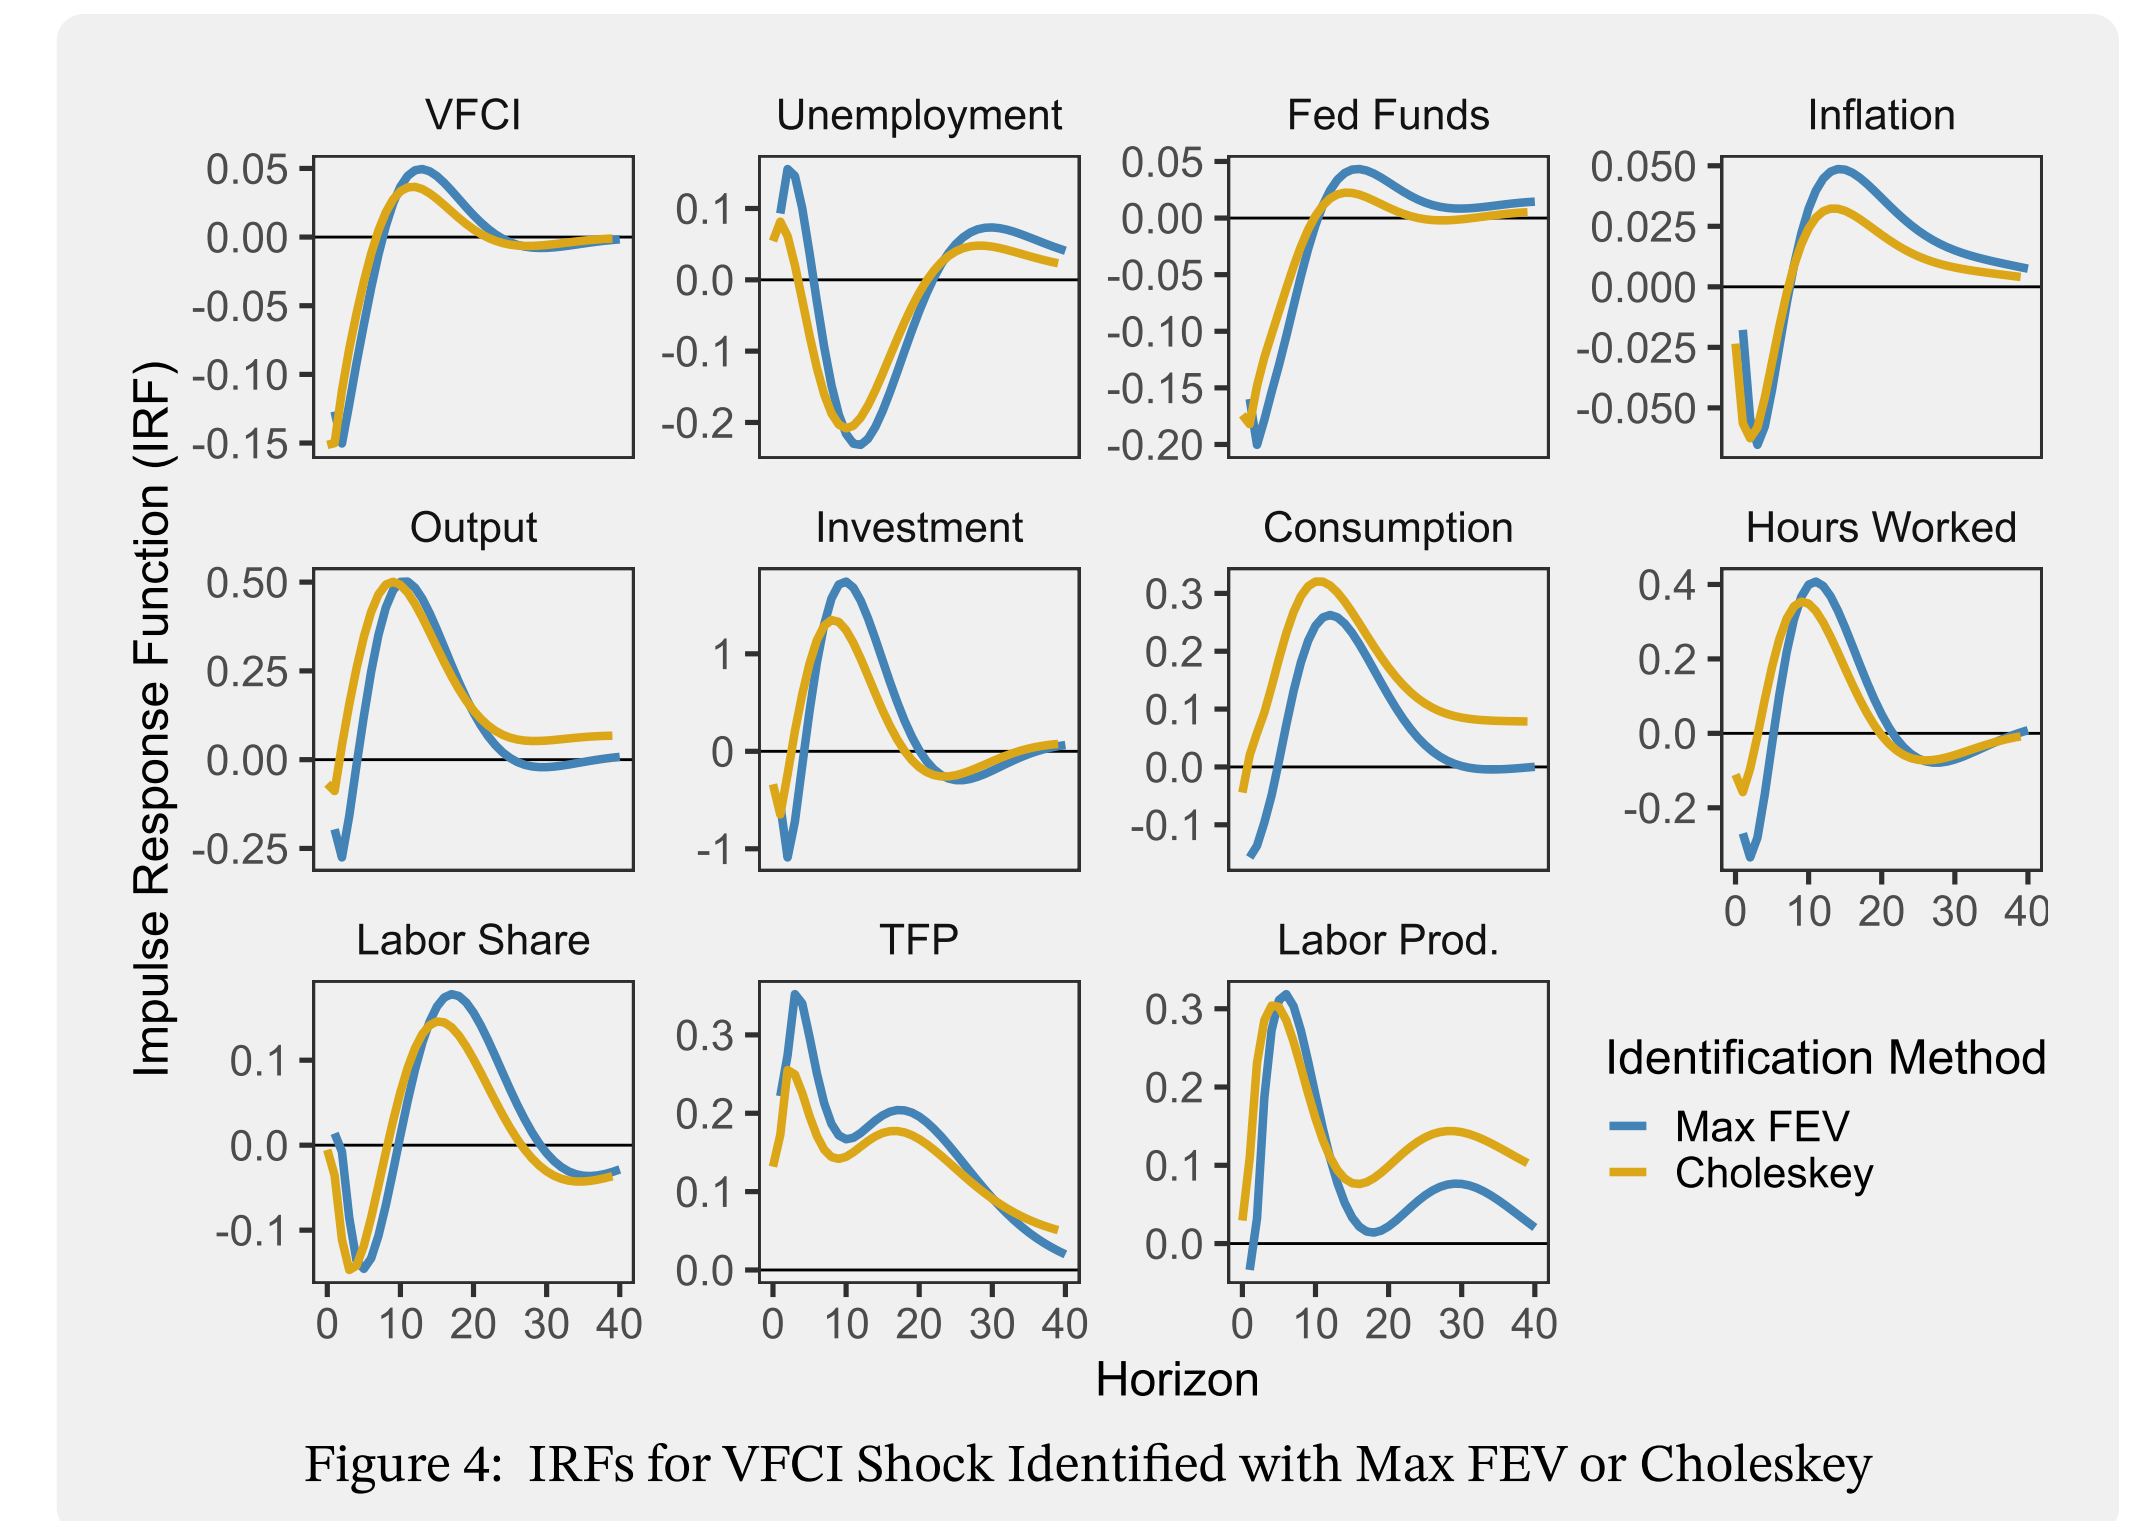 VFCI
Unemployment
Fed Funds
Inflation
0.05
0.00
-0.05
-0.10
-0.15
0.1
0.0
-0.1
-0.2
0.05
0.00
-0.05
-0.10
-0.15
-0.20
0.050
0.025
0.000
-0.025
-0.050
Impulse Response Function (IRF)
Output
Investment
Consumption
Hours Worked
0.50
0.25
0.00
-0.25
1
0
-1
0.3
0.2
0.1
0.0
-0.1
0.4
0.2
0.0
-0.2
0 10 20 30 40
Labor Share
TFP
Labor Prod.
0.1
0.0
-0.1
0 10 20 30 40
0.3
0.2
0.1
0.0
0 10 20 30 40
0.3
0.2
0.1
0.0
0 10 20 30 40
Identification Method
Max FEV
Choleskey
Horizon
Figure 4: IRFs for VFCI Shock Identified with Max FEV or Choleskey